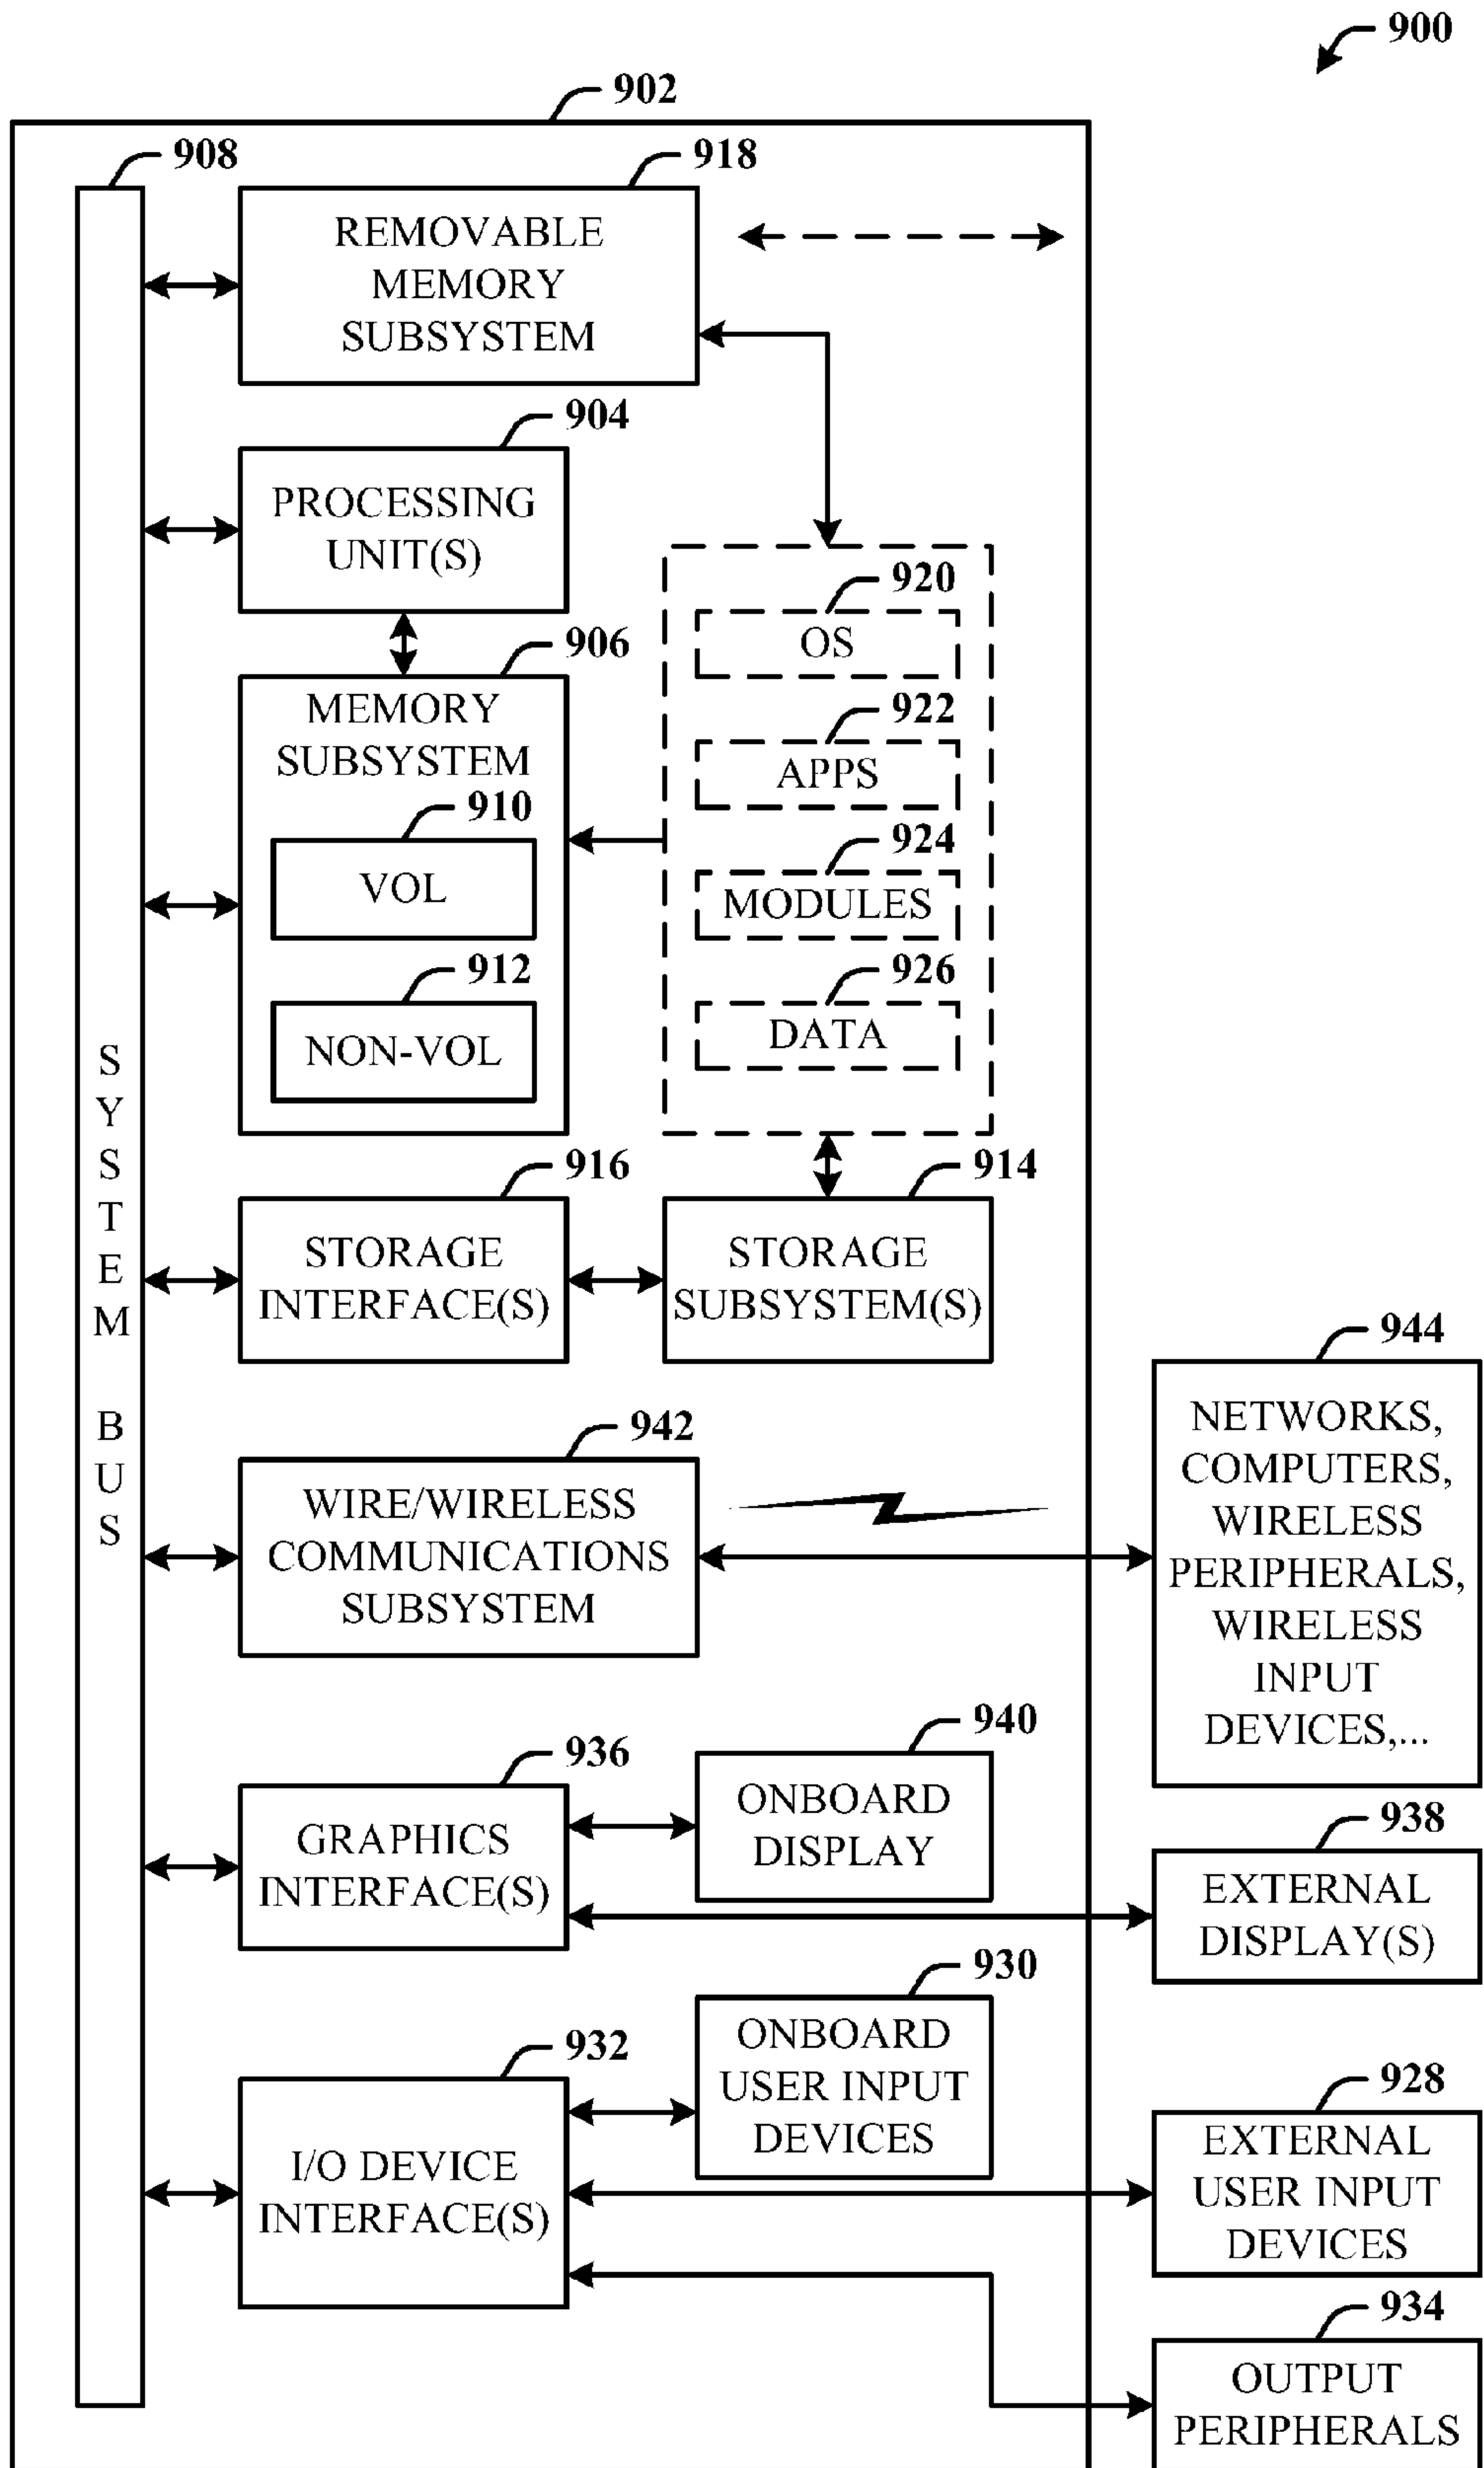 900
902
908
918
REMOVABLE
MEMORY
SUBSYSTEM
904
PROCESSING
UNIT(S)
906
MEMORY
SUBSYSTEM
910
VOL
912
NON-VOL
920
OS
922
APPS
924
MODULES
926
DATA
916
STORAGE
INTERFACE(S)
914
STORAGE
SUBSYSTEM(S)
SYSTEM BUS
942
WIRE/WIRELESS
COMMUNICATIONS
SUBSYSTEM
944
NETWORKS,
COMPUTERS,
WIRELESS
PERIPHERALS,
WIRELESS
INPUT
DEVICES,...
936
GRAPHICS
INTERFACE(S)
940
ONBOARD
DISPLAY
938
EXTERNAL
DISPLAY(S)
932
I/O DEVICE
INTERFACE(S)
930
ONBOARD
USER INPUT
DEVICES
928
EXTERNAL
USER INPUT
DEVICES
934
OUTPUT
PERIPHERALS